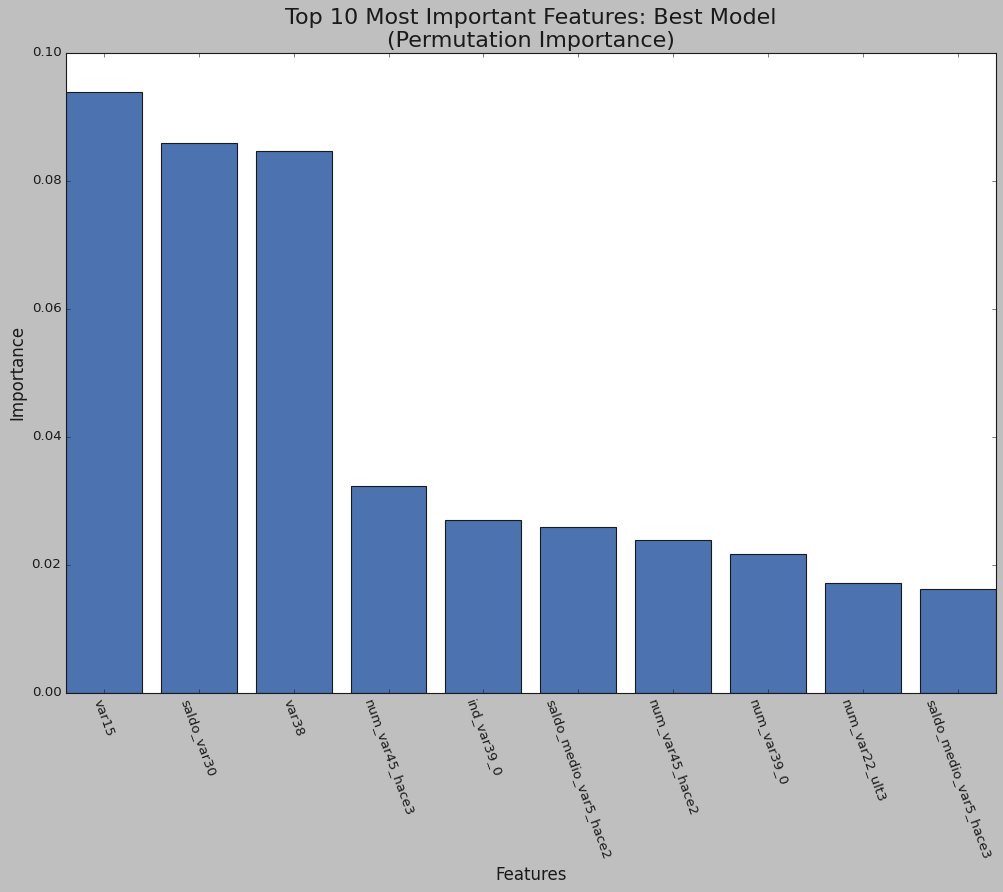 Top 10 Most Important Features: Best Model
(Permutation Importance)
0.10
0.08
0.06
0.04
0.02
0.00
Importance
var15
saldo_var30
var38
num_var45_hace3
ind_var39_0
saldo_medio_var5_hace2
num_var45_hace2
num_var39_0
num_var22_ult3
saldo_medio_var5_hace3
Features